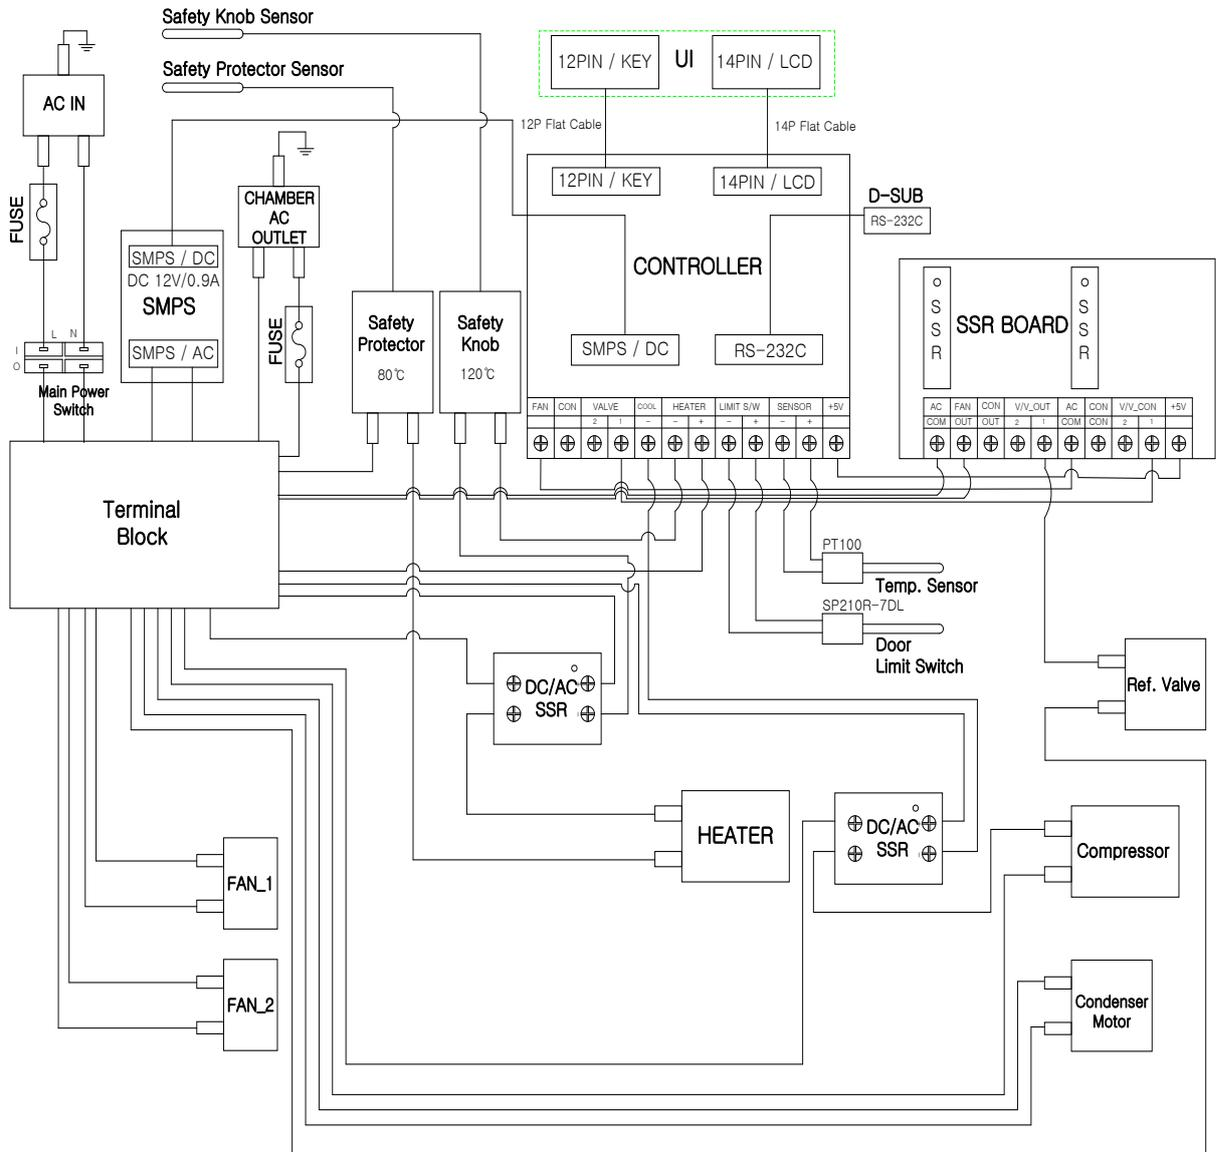 Safety Knob Sensor
Safety Protector Sensor
AC IN
FUSE
L N
I
O
Main Power
Switch
SMPS / DC
DC 12V/0.9A
SMPS
SMPS / AC
CHAMBER
AC
OUTLET
FUSE
Safety
Protector
80℃
Safety
Knob
120℃
12PIN / KEY
UI
14PIN / LCD
12P Flat Cable
14P Flat Cable
12PIN / KEY
14PIN / LCD
D-SUB
RS-232C
CONTROLLER
SMPS / DC
RS-232C
FAN CON VALVE COOL HEATER LIMIT S/W SENSOR +5V
2 1 - - + - + - +
SSR
SSR BOARD
SSR
AC FAN CON V/V_OUT AC CON V/V_CON +5V
COM OUT OUT 2 1 COM CON 2 1
Terminal
Block
PT100
Temp. Sensor
SP210R-7DL
Door
Limit Switch
DC/AC
SSR
Ref. Valve
HEATER
DC/AC
SSR
Compressor
FAN_1
FAN_2
Condenser
Motor